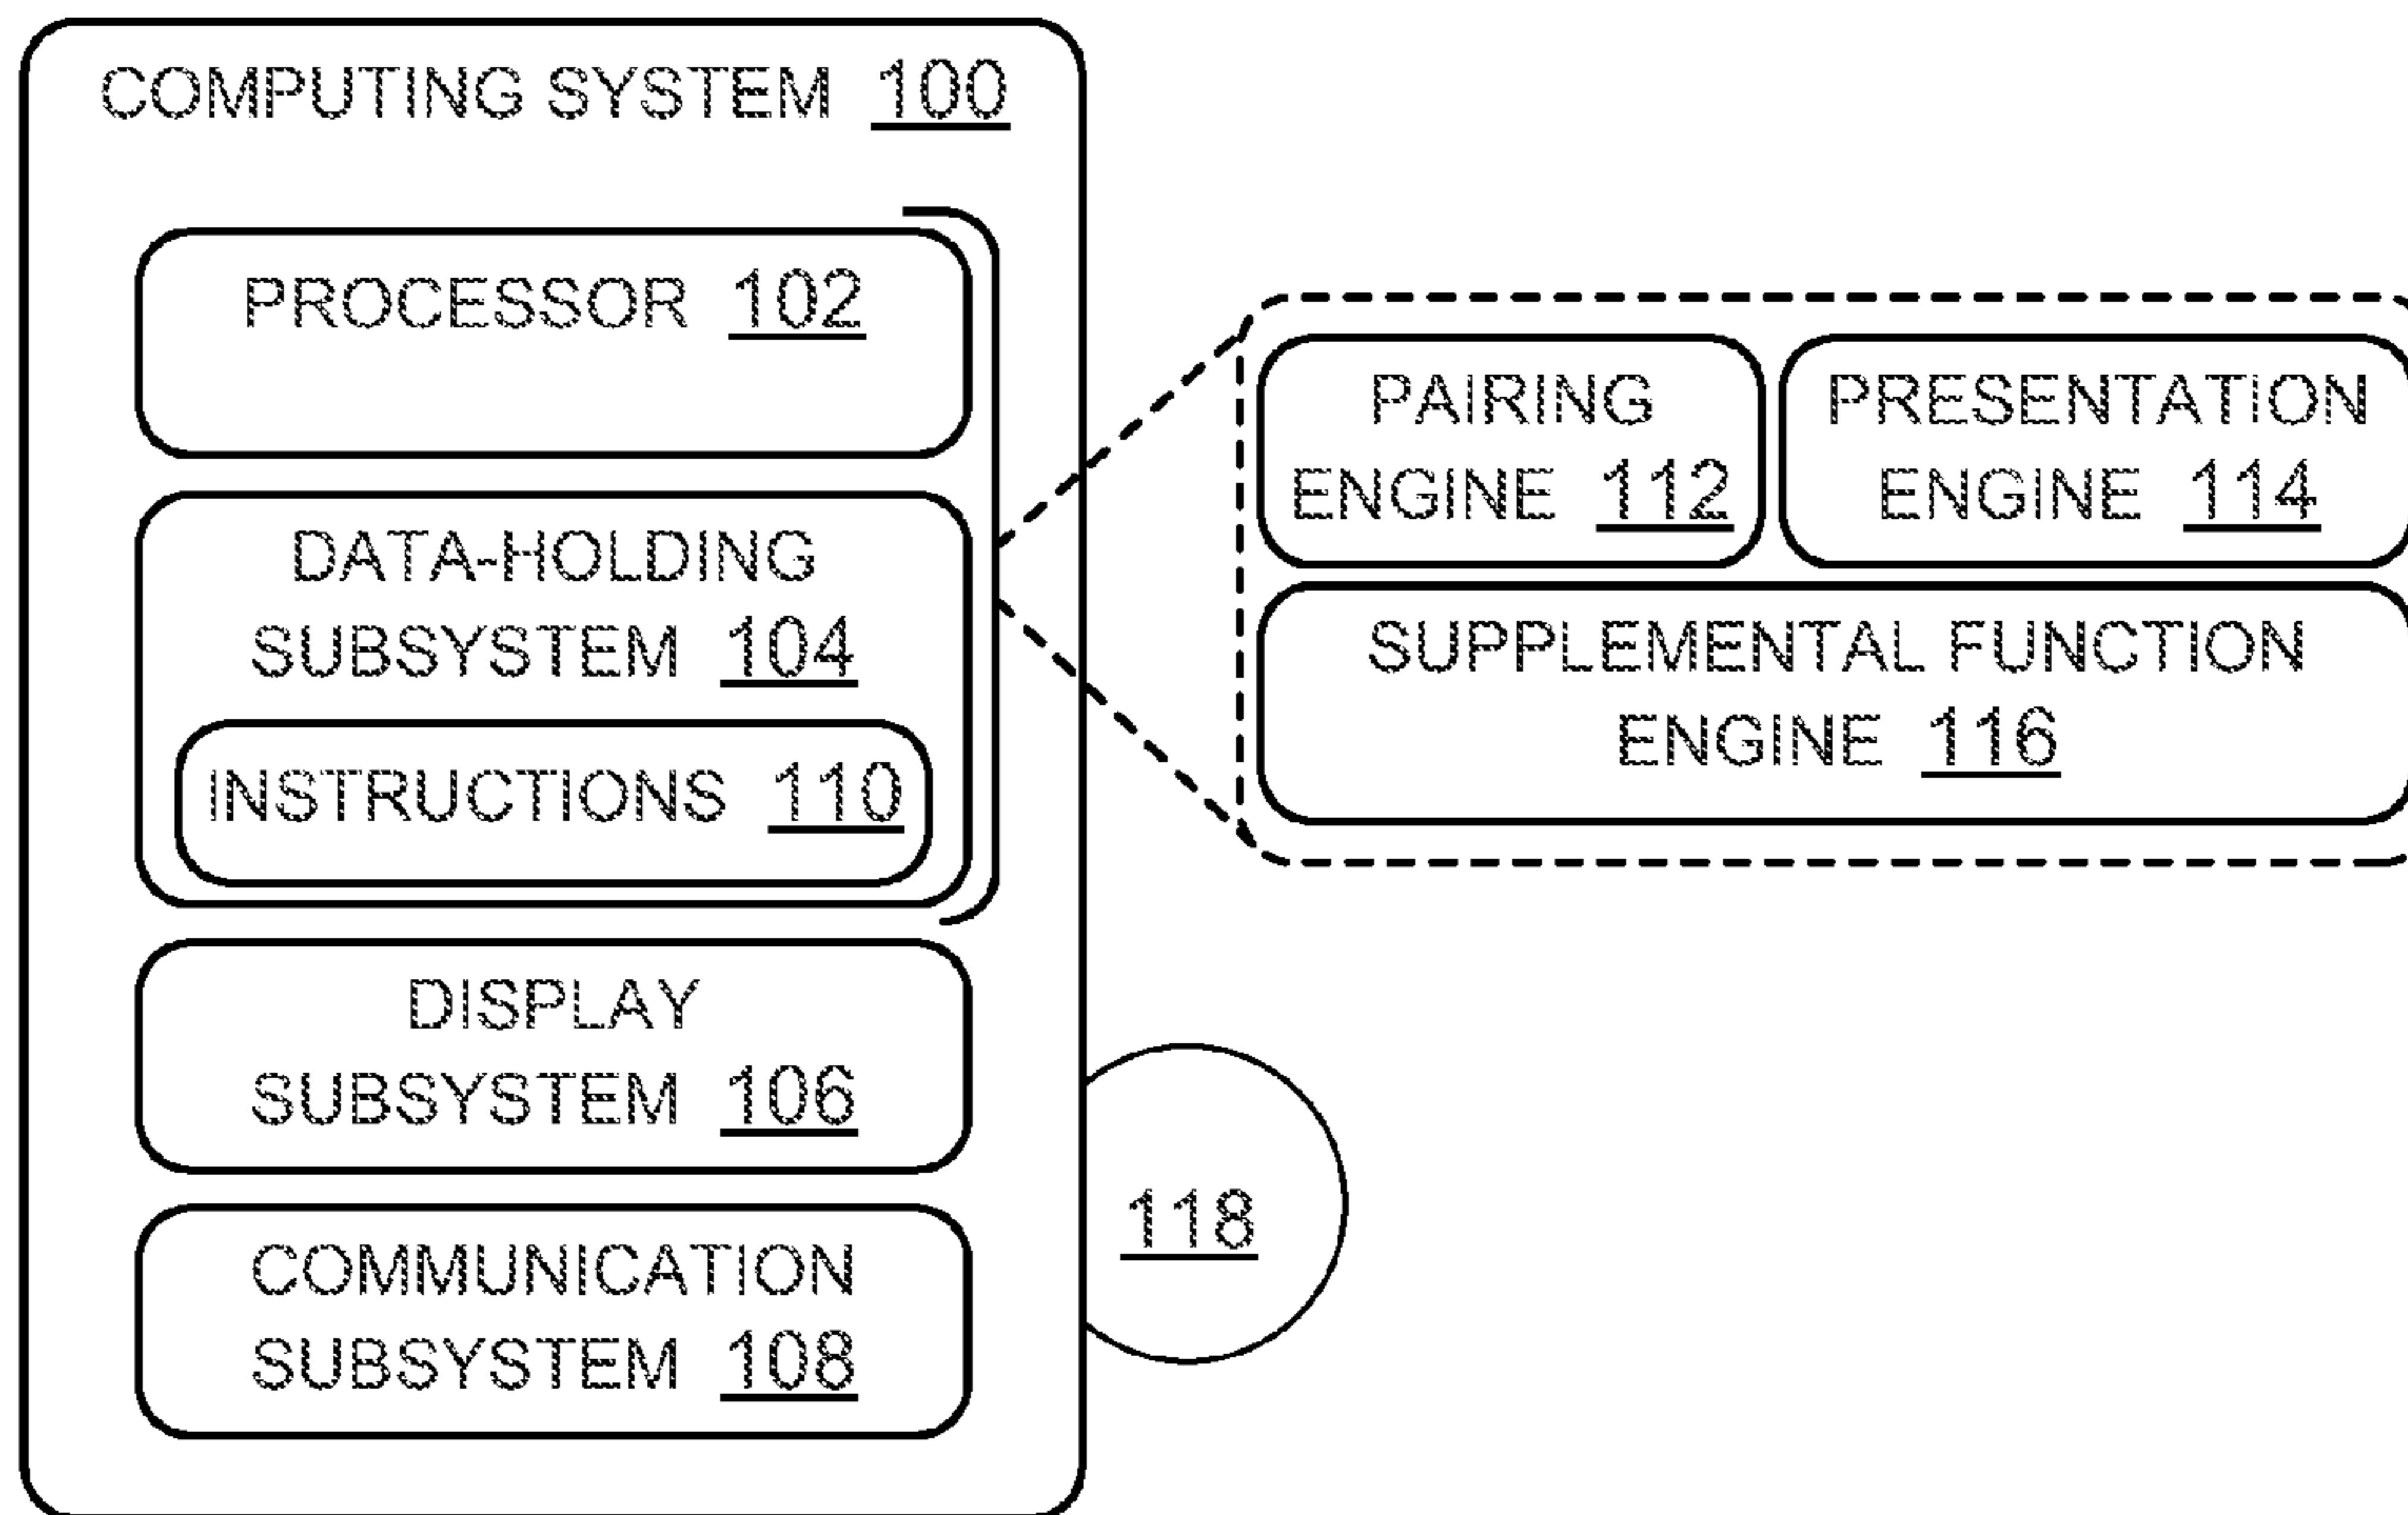 COMPUTING SYSTEM 100
PROCESSOR 102
DATA-HOLDING
SUBSYSTEM 104
INSTRUCTIONS 110
DISPLAY
SUBSYSTEM 106
COMMUNICATION
SUBSYSTEM 108
PAIRING
ENGINE 112
PRESENTATION
ENGINE 114
SUPPLEMENTAL FUNCTION
ENGINE 116
118